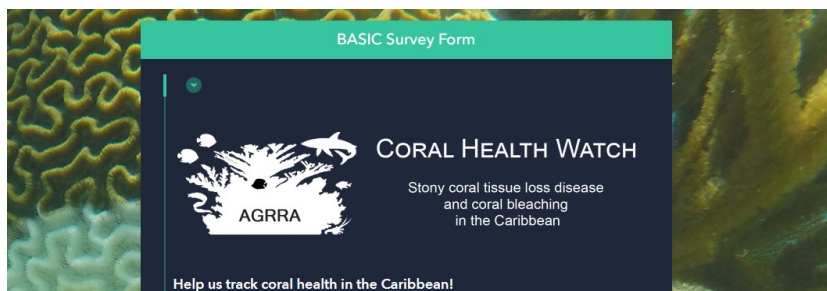 BASIC Survey Form
CORAL HEALTH WATCH
Stony coral tissue loss disease
and coral bleaching
in the Caribbean
AGRRA
Help us track coral health in the Caribbean!